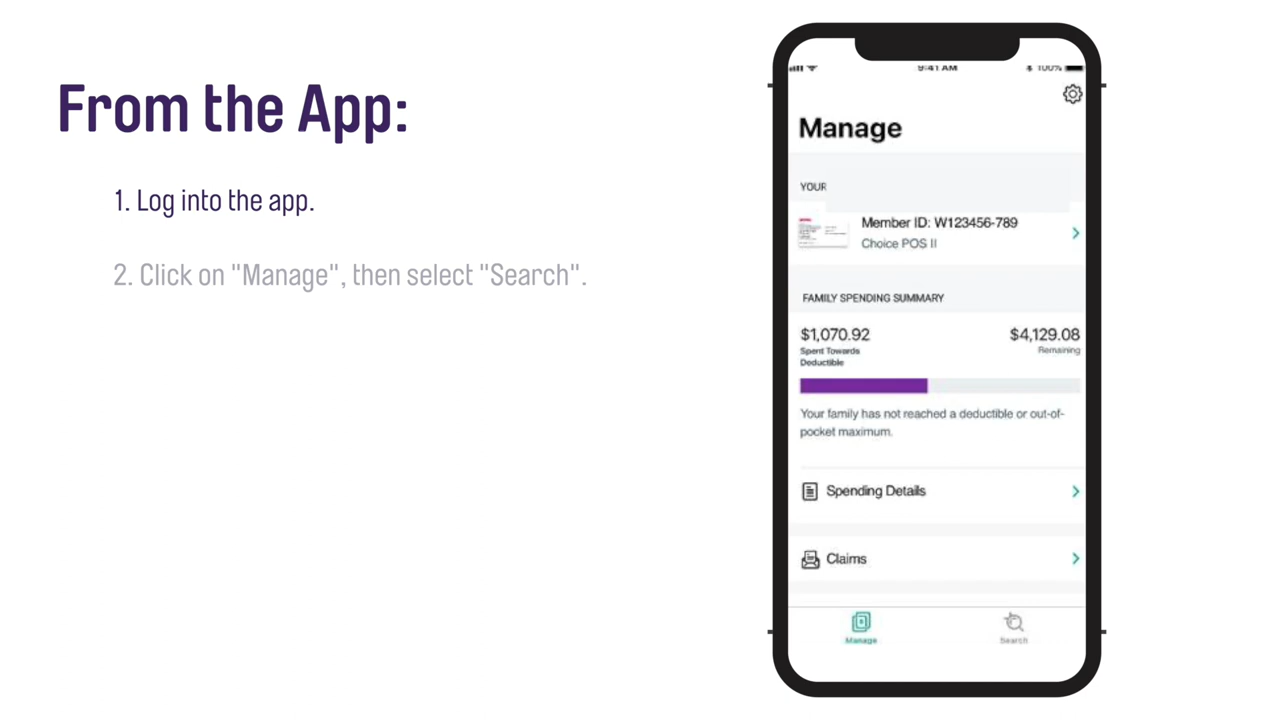 From the App:
1. Log into the app.
2. Click on "Manage", then select "Search".
9:41 AM
100%
Manage
YOUR
Member ID: W123456-789
Choice POS II
FAMILY SPENDING SUMMARY
$1,070.92
$4,129.08
Spent Towards
Remaining
Deductible
Your family has not reached a deductible or out-of-
pocket maximum.
Spending Details
Claims
Manage
Search